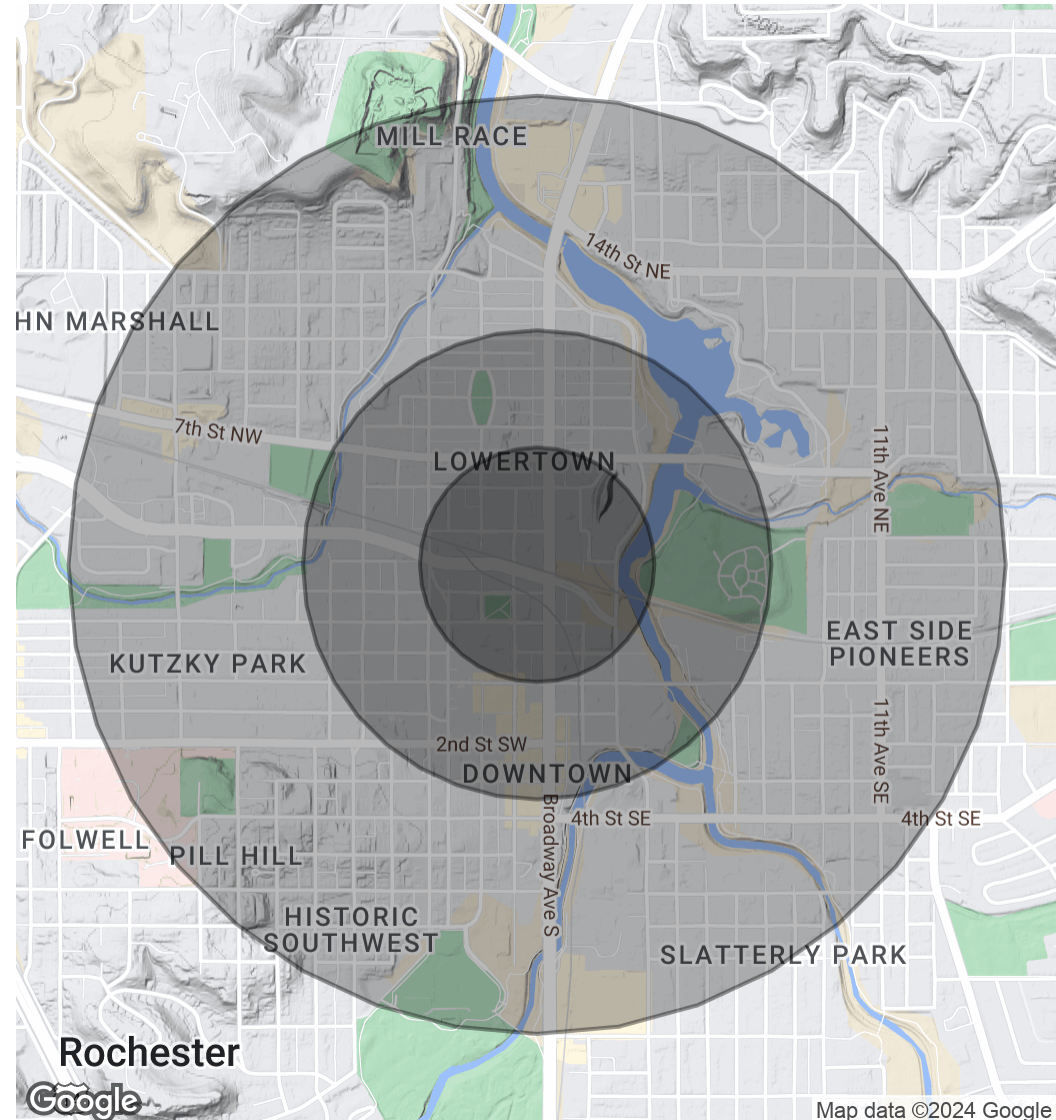 MILL RACE
14th St NE
HN MARSHALL
7th St NW
LOWERTOWN
11th Ave NE
EAST SIDE
PIONEERS
KUTZKY PARK
11th Ave SE
2nd St SW
DOWNTOWN
Broadway Ave S
4th St SE
4th St SE
FOLWELL
PILL HILL
HISTORIC
SOUTHWEST
SLATTERLY PARK
Rochester
Google
Map data ©2024 Google